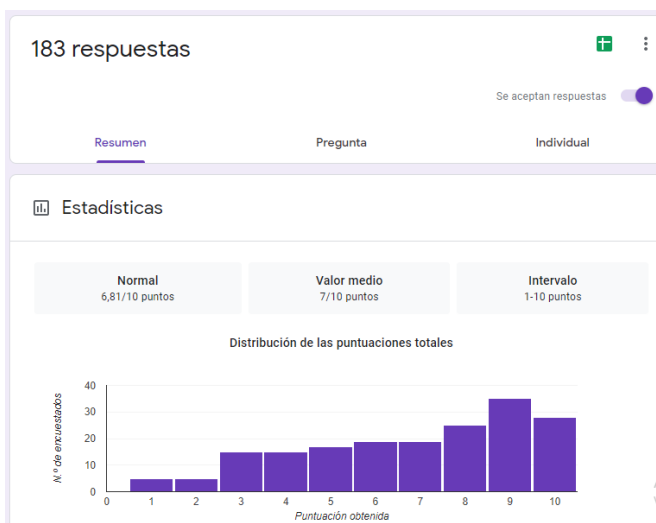 183 respuestas
Se aceptan respuestas
Resumen Pregunta Individual
Estadísticas
Normal Valor medio Intervalo
6,81/10 puntos 7/10 puntos 1-10 puntos
Distribución de las puntuaciones totales
N.º de encuestados
40
30
20
10
0
0 1 2 3 4 5 6 7 8 9 10
Puntuación obtenida